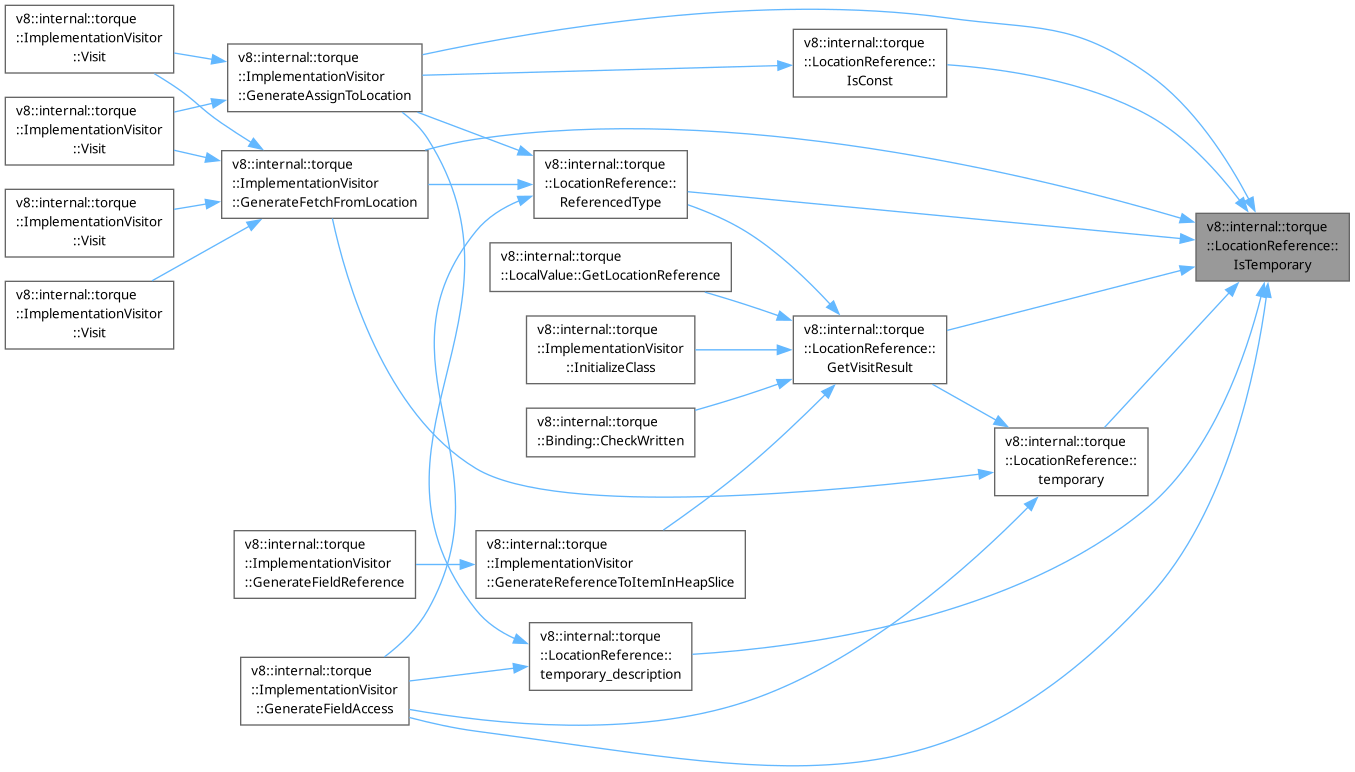 v8::internal::torque
::ImplementationVisitor
::Visit
v8::internal::torque
::ImplementationVisitor
::Visit
v8::internal::torque
::ImplementationVisitor
::Visit
v8::internal::torque
::ImplementationVisitor
::Visit
v8::internal::torque
::ImplementationVisitor
::GenerateAssignToLocation
v8::internal::torque
::ImplementationVisitor
::GenerateFetchFromLocation
v8::internal::torque
::ImplementationVisitor
::GenerateFieldReference
v8::internal::torque
::ImplementationVisitor
::GenerateFieldAccess
v8::internal::torque
::LocationReference::
ReferencedType
v8::internal::torque
::LocalValue::GetLocationReference
v8::internal::torque
::ImplementationVisitor
::InitializeClass
v8::internal::torque
::Binding::CheckWritten
v8::internal::torque
::ImplementationVisitor
::GenerateReferenceToItemInHeapSlice
v8::internal::torque
::LocationReference::
temporary_description
v8::internal::torque
::LocationReference::
IsConst
v8::internal::torque
::LocationReference::
GetVisitResult
v8::internal::torque
::LocationReference::
temporary
v8::internal::torque
::LocationReference::
IsTemporary